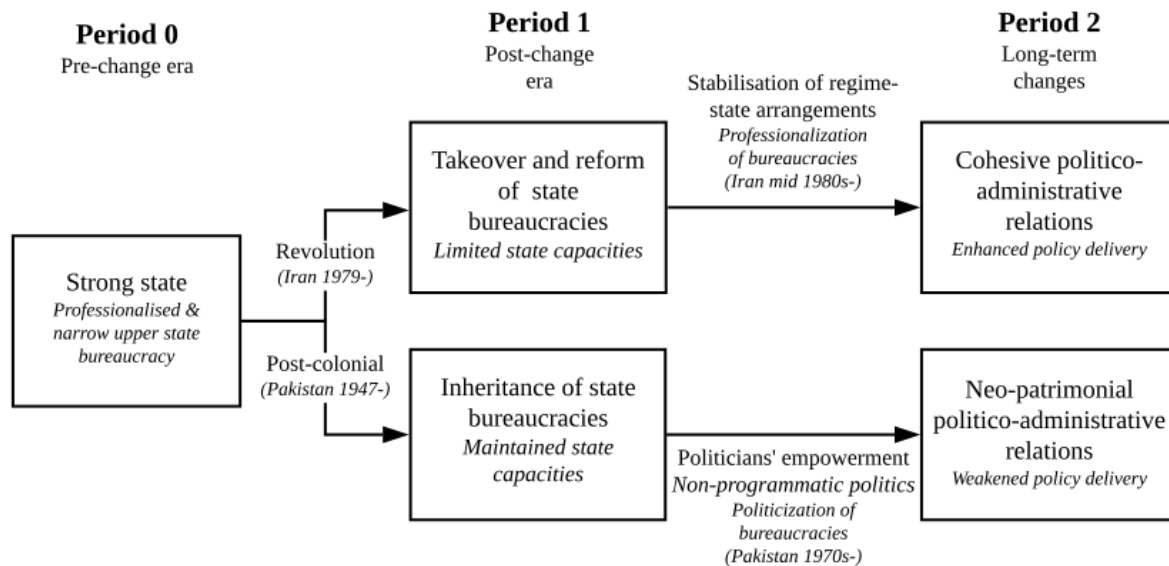 Period 0
Pre-change era
Period 1
Post-change
era
Period 2
Long-term
changes
Strong state
Professionalised &
narrow upper state
bureaucracy
Revolution
(Iran 1979-)
Post-colonial
(Pakistan 1947-)
Takeover and reform
of state
bureaucracies
Limited state capacities
Stabilisation of regime-
state arrangements
Professionalization
of bureaucracies
(Iran mid 1980s-)
Cohesive politico-
administrative
relations
Enhanced policy delivery
Inheritance of state
bureaucracies
Maintained state
capacities
Politicians' empowerment
Non-programmatic politics
Politicization of
bureaucracies
(Pakistan 1970s-)
Neo-patrimonial
politico-administrative
relations
Weakened policy delivery